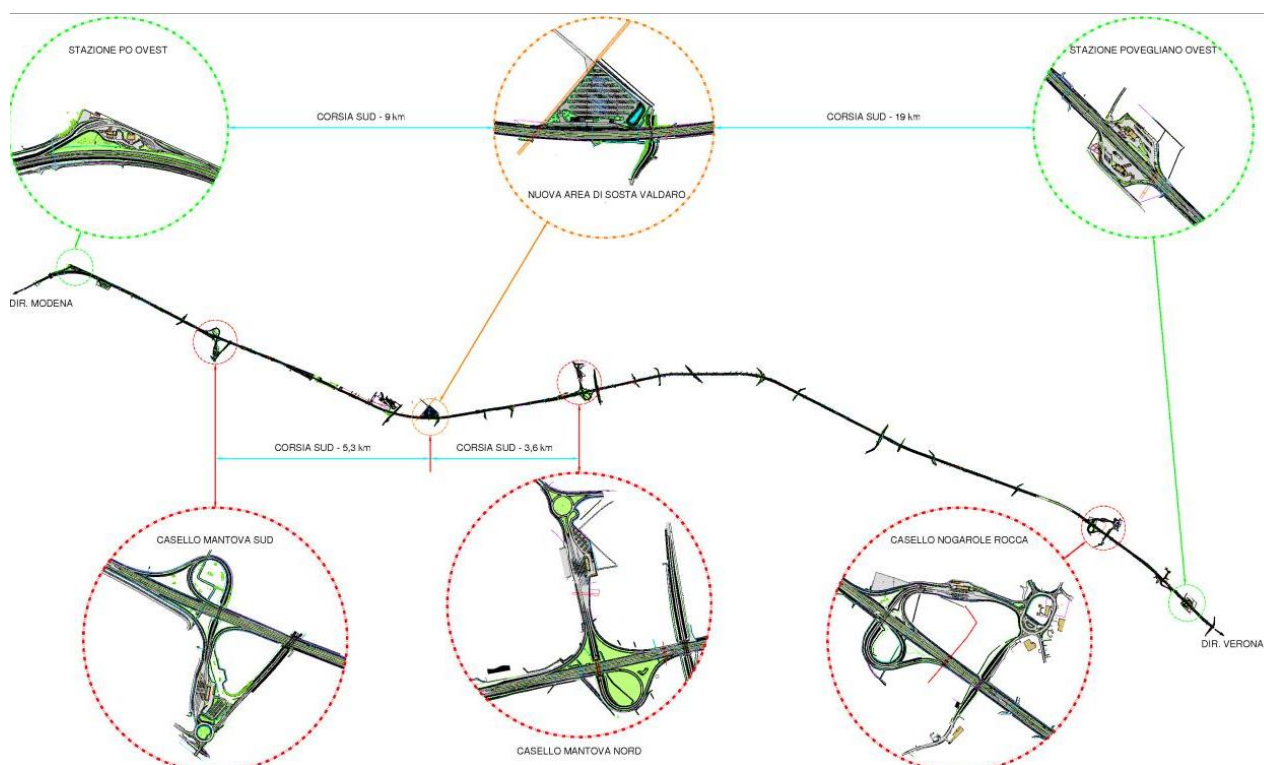 STAZIONE PO OVEST
STAZIONE POVEGLIANO OVEST
CORSIA SUD - 9 km
CORSIA SUD - 19 km
NUOVA AREA DI SOSTA VALDARO
DIR. MODENA
CORSIA SUD - 5,3 km
CORSIA SUD - 3,6 km
CASELLO MANTOVA SUD
CASELLO NOGAROLE ROCCA
DIR. VERONA
CASELLO MANTOVA NORD